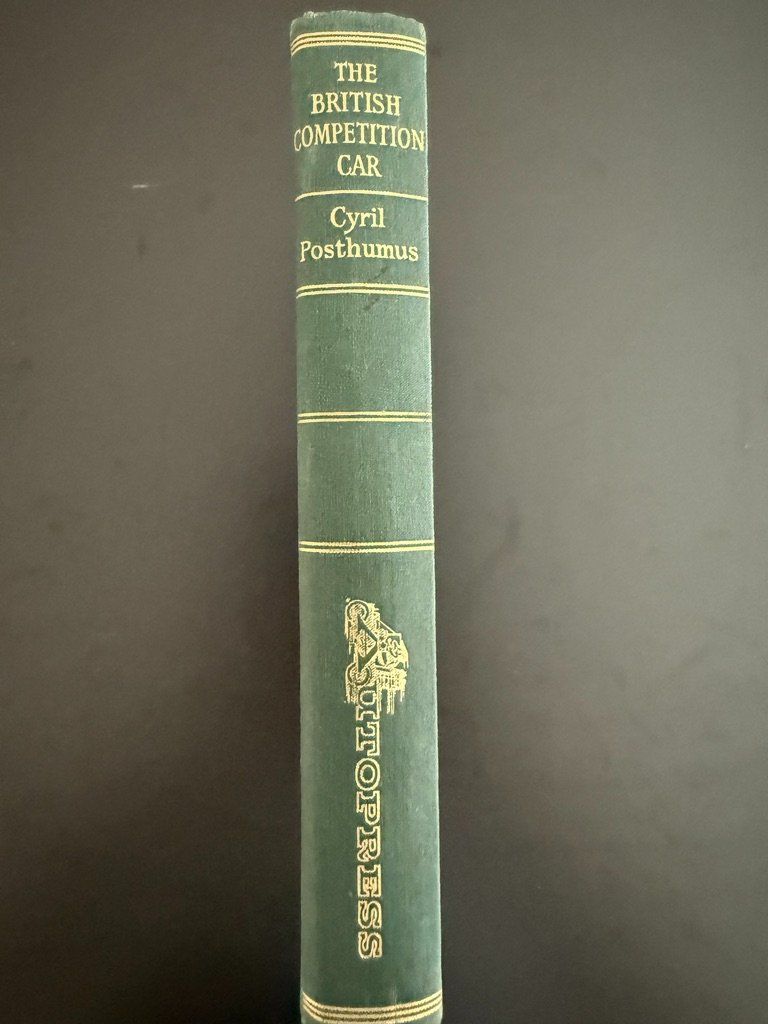 THE
BRITISH
COMPETITION
CAR
Cyril
Posthumus
AUTOPRESS